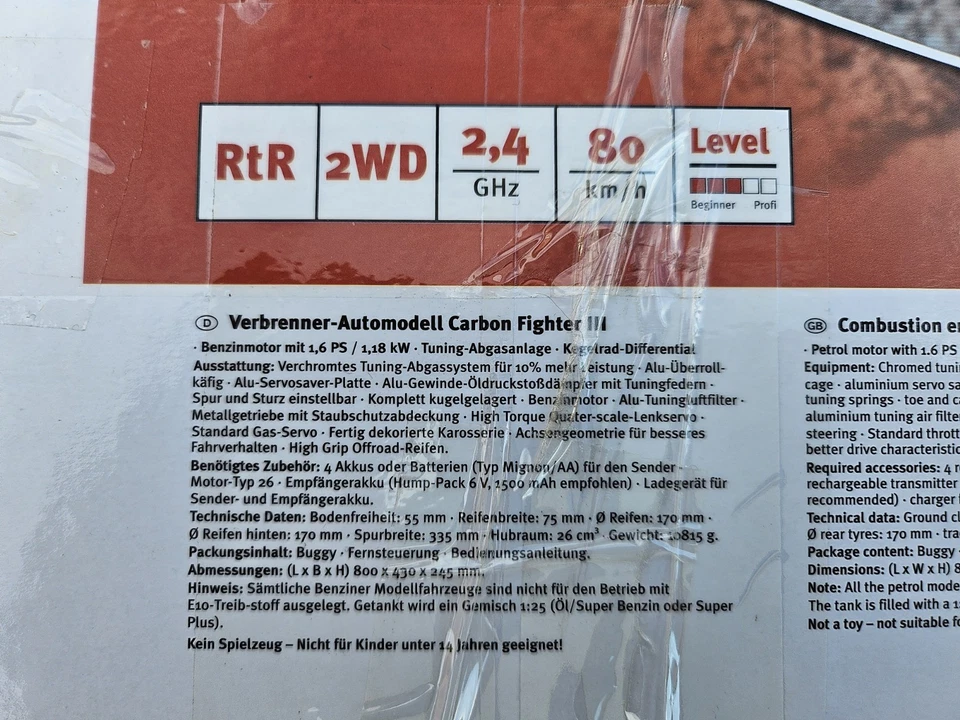 RtR
2WD
2,4
GHz
80
km/h
Level
Beginner Profi
D Verbrenner-Automodell Carbon Fighter III
· Benzinmotor mit 1,6 PS / 1,18 kW · Tuning-Abgasanlage · Kegelrad-Differential
Ausstattung: Verchromtes Tuning-Abgassystem für 10% mehr Leistung · Alu-Überroll-
käfig · Alu-Servosaver-Platte · Alu-Gewinde-Öldruckstoßdämpfer mit Tuningfedern ·
Spur und Sturz einstellbar · Komplett kugelgelagert · Benzinmotor · Alu-Tuningluftfilter ·
Metallgetriebe mit Staubschutzabdeckung · High Torque Quater-scale-Lenkservo ·
Standard Gas-Servo · Fertig dekorierte Karosserie · Achsengeometrie für besseres
Fahrverhalten · High Grip Offroad-Reifen.
Benötigtes Zubehör: 4 Akkus oder Batterien (Typ Mignon/AA) für den Sender ·
Motor-Typ 26 · Empfängerakku (Hump-Pack 6 V, 1500 mAh empfohlen) · Ladegerät für
Sender- und Empfängerakku.
Technische Daten: Bodenfreiheit: 55 mm · Reifenbreite: 75 mm · Ø Reifen: 170 mm ·
Ø Reifen hinten: 170 mm · Spurbreite: 335 mm · Hubraum: 26 cm³ · Gewicht: 10815 g.
Packungsinhalt: Buggy · Fernsteuerung · Bedienungsanleitung.
Abmessungen: (L x B x H) 800 x 430 x 245 mm.
Hinweis: Sämtliche Benziner Modellfahrzeuge sind nicht für den Betrieb mit
E10-Treib-stoff ausgelegt. Getankt wird ein Gemisch 1:25 (Öl/Super Benzin oder Super
Plus).
Kein Spielzeug – Nicht für Kinder unter 14 Jahren geeignet!
GB Combustion
· Petrol motor with 1.6 PS
Equipment: Chromed
cage · aluminium servo
tuning springs · toe and
aluminium tuning air
steering · Standard
better drive
Required accessories: 4
rechargeable transmitter
recommended) · charger
Technical data: Ground
Ø rear tyres: 170 mm ·
Package content: Buggy ·
Dimensions: (L x W x H)
Note: All the petrol
The tank is filled with a
Not a toy – not suitable